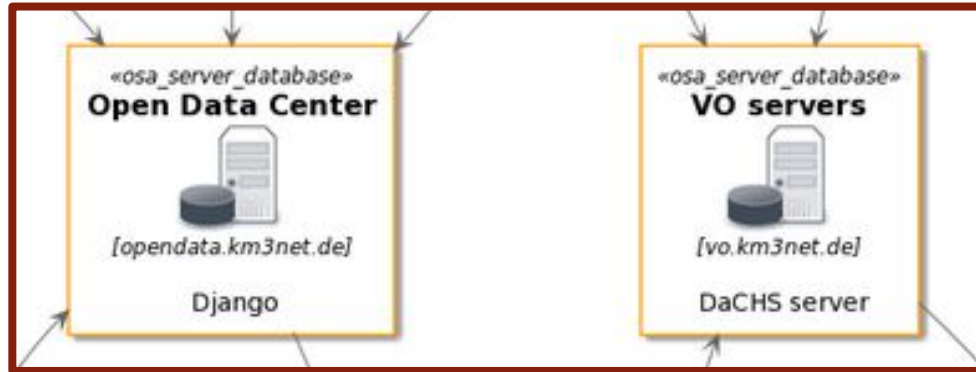 «osa_server_database»
Open Data Center
[opendata.km3net.de]
Django
«osa_server_database»
VO servers
[vo.km3net.de]
DaCHS server